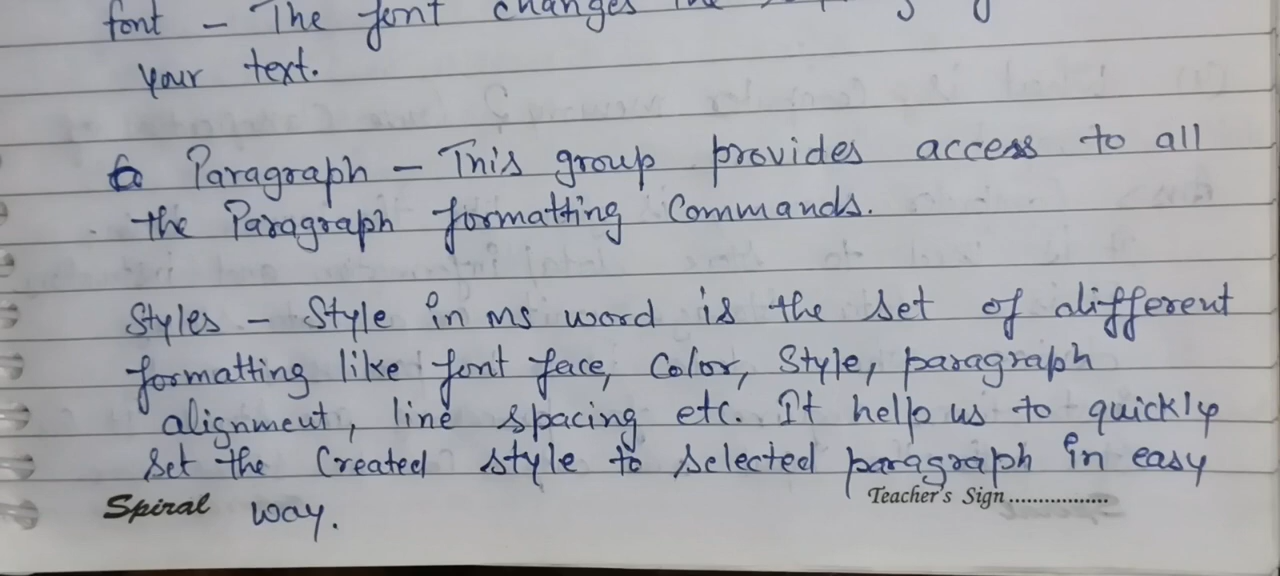 font - The font changes the
your text.
Paragraph - This group provides access to all
the Paragraph formatting Commands.
Styles - Style in ms word is the set of different
formatting like font face, Color, Style, paragraph
alignment, line spacing etc. It help us to quickly
set the Created style to selected paragraph in easy
Spiral way. Teacher's Sign..................